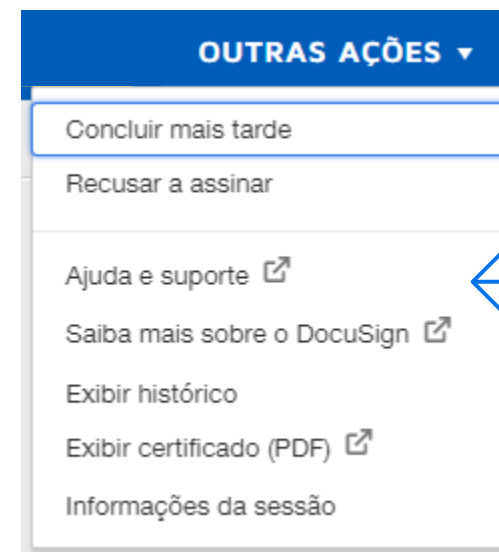 OUTRAS AÇÕES
Concluir mais tarde
Recusar a assinar
Ajuda e suporte
Saiba mais sobre o DocuSign
Exibir histórico
Exibir certificado (PDF)
Informações da sessão